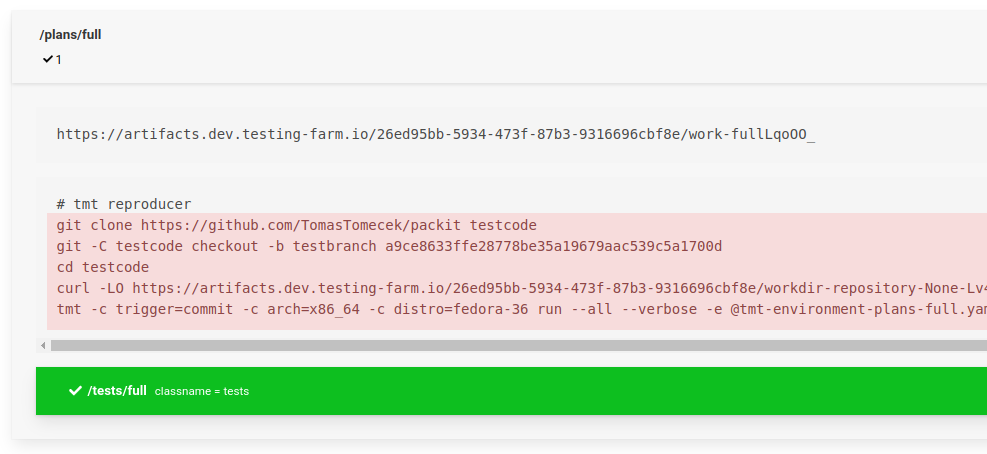 /plans/full
1
https://artifacts.dev.testing-farm.io/26ed95bb-5934-473f-87b3-9316696cbf8e/work-fullLqoOO_
# tmt reproducer
git clone https://github.com/TomasTomecek/packit testcode
git -C testcode checkout -b testbranch a9ce8633ffe28778be35a19679aac539c5a1700d
cd testcode
curl -LO https://artifacts.dev.testing-farm.io/26ed95bb-5934-473f-87b3-9316696cbf8e/workdir-repository-None-Lv4
tmt -c trigger=commit -c arch=x86_64 -c distro=fedora-36 run --all --verbose -e @tmt-environment-plans-full.yam
/tests/full classname = tests